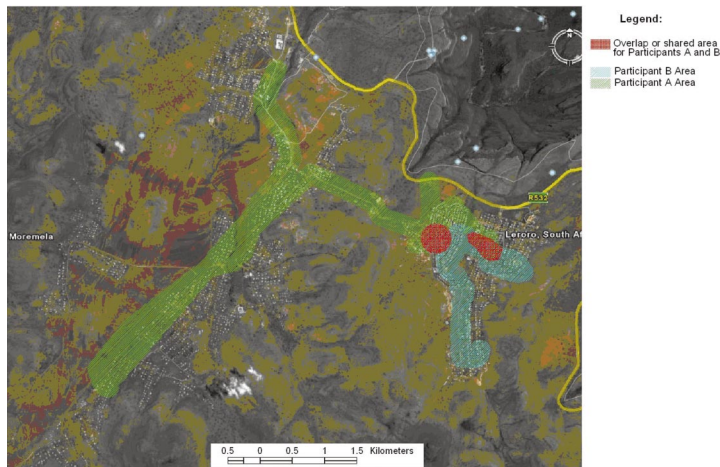 Legend:
Overlap or shared area
for Participants A and B
Participant B Area
Participant A Area
N
R532
Moremela
Leroro, South Af
0.5 0 0.5 1 1.5 Kilometers